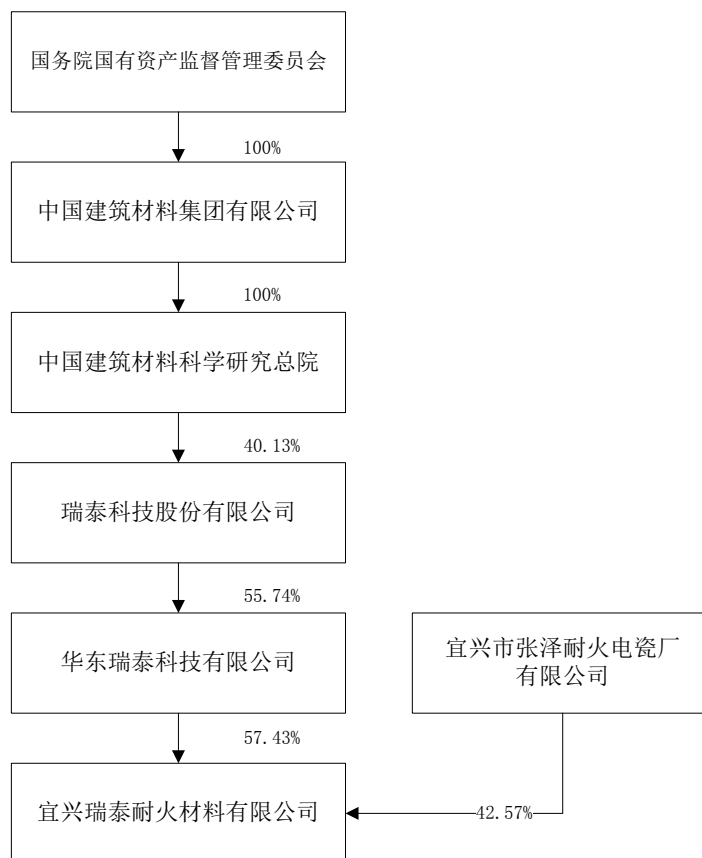 国务院国有资产监督管理委员会
100%
中国建筑材料集团有限公司
100%
中国建筑材料科学研究总院
40.13%
瑞泰科技股份有限公司
55.74%
华东瑞泰科技有限公司
宜兴市张泽耐火电瓷厂
有限公司
57.43%
宜兴瑞泰耐火材料有限公司
42.57%